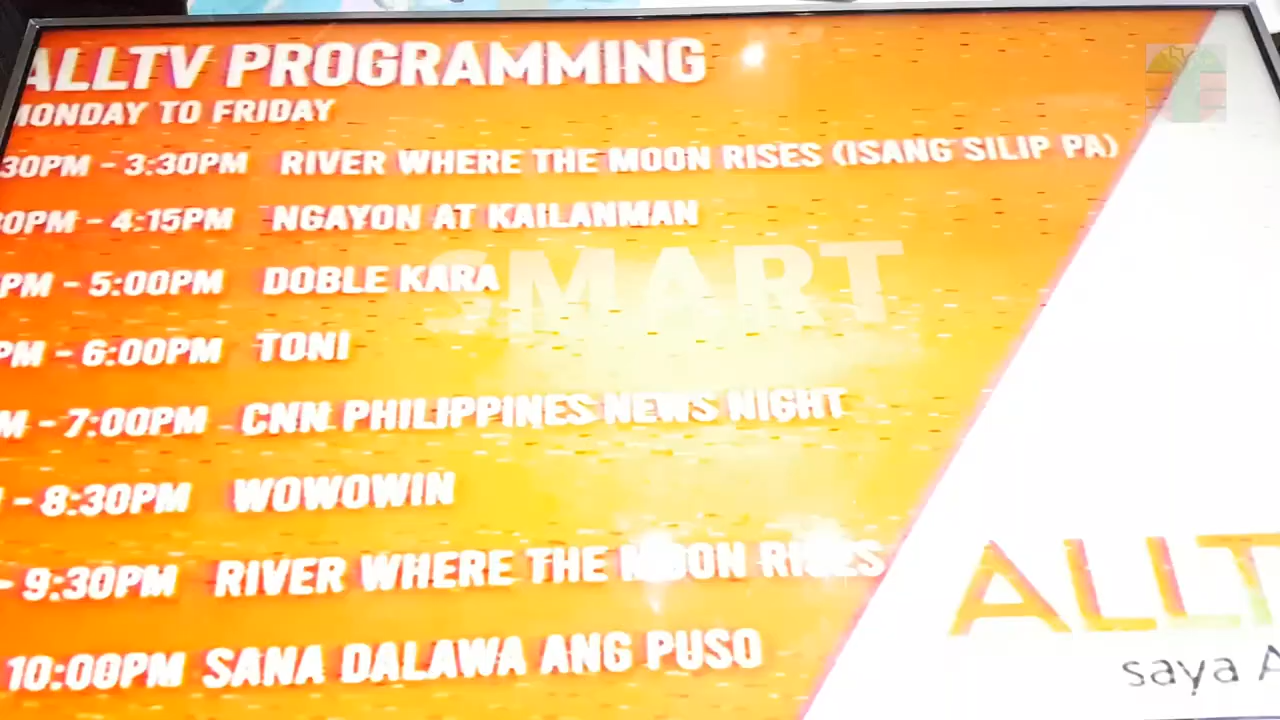 ALLTV PROGRAMMING
MONDAY TO FRIDAY
30PM - 3:30PM RIVER WHERE THE MOON RISES (ISANG SILIP PA)
0PM - 4:15PM NGAYON AT KAILANMAN
PM - 5:00PM DOBLE KARA
SMART
PM - 6:00PM TONI
M - 7:00PM CNN PHILIPPINES NEWS NIGHT
- 8:30PM WOWOWIN
- 9:30PM RIVER WHERE THE MOON RISES
10:00PM SANA DALAWA ANG PUSO
ALLT
saya A